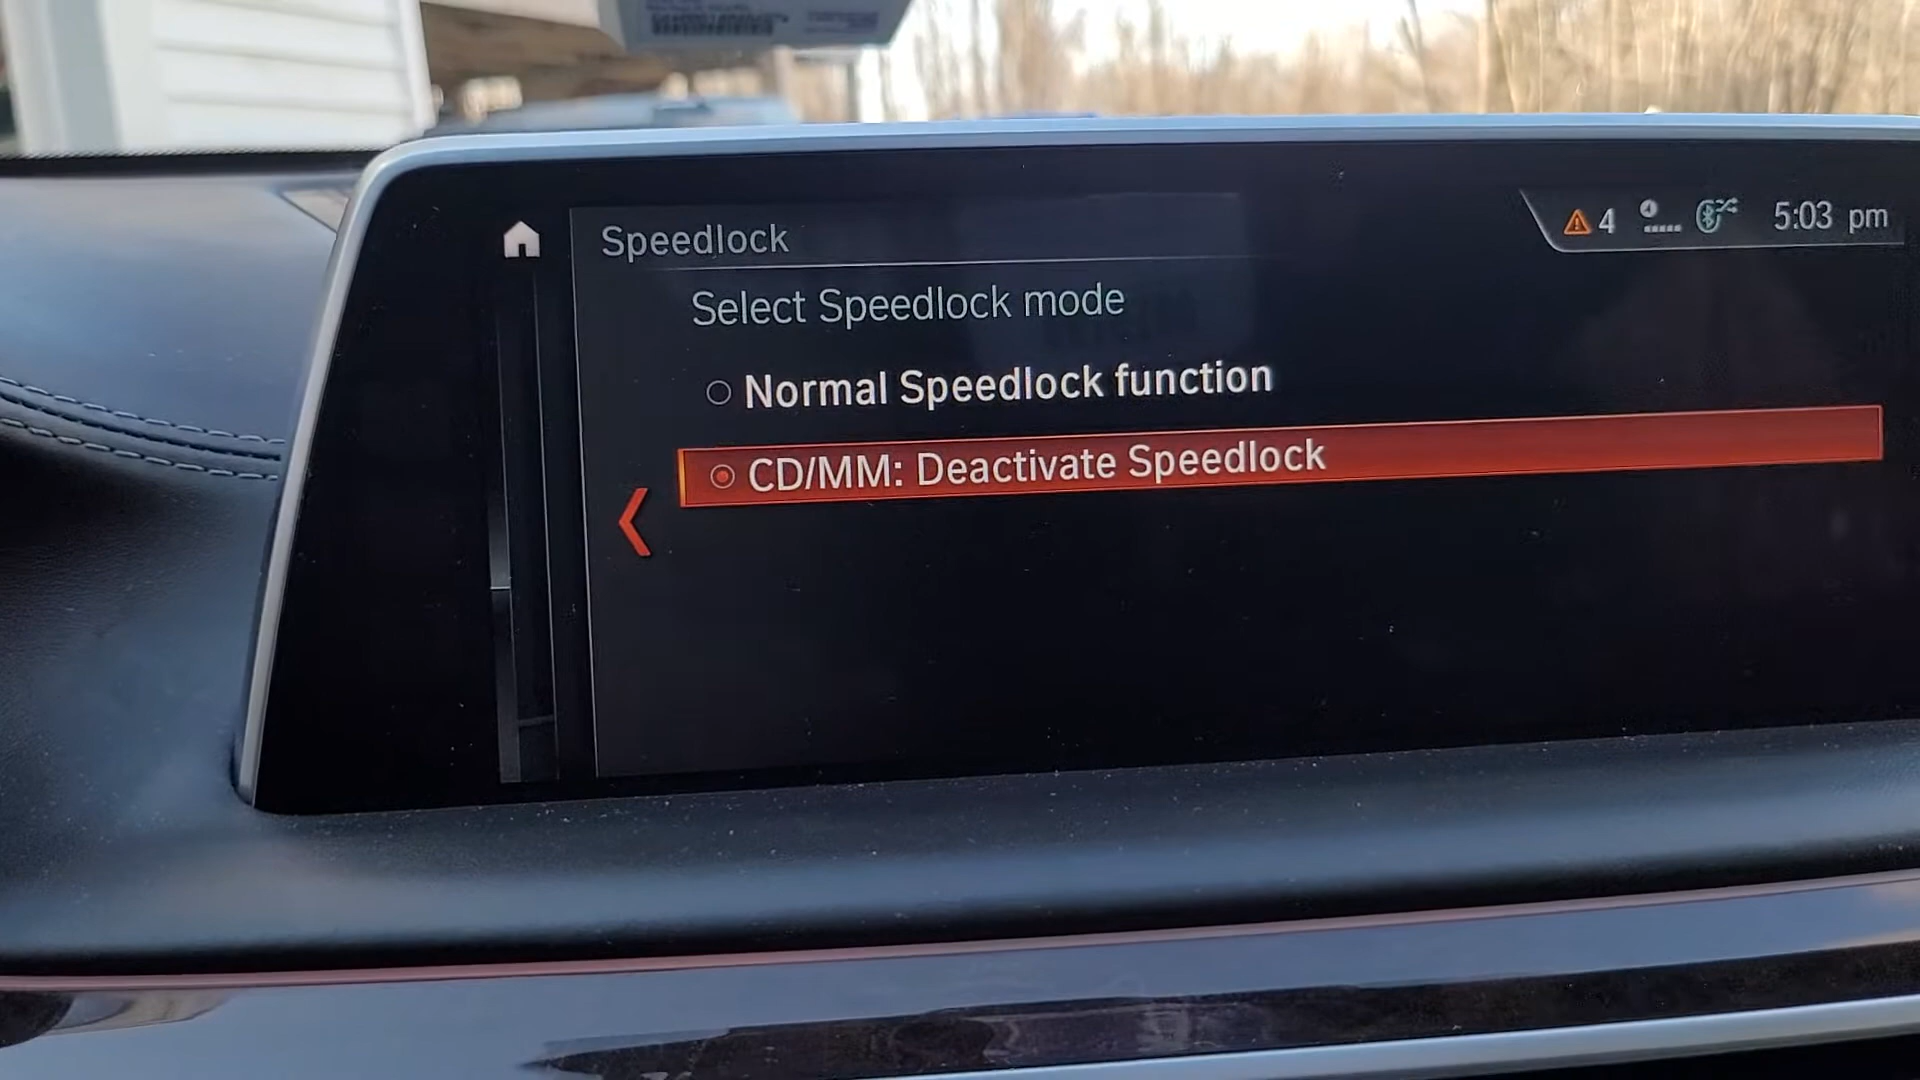 Speedlock
4
5:03 pm
Select Speedlock mode
Normal Speedlock function
CD/MM: Deactivate Speedlock